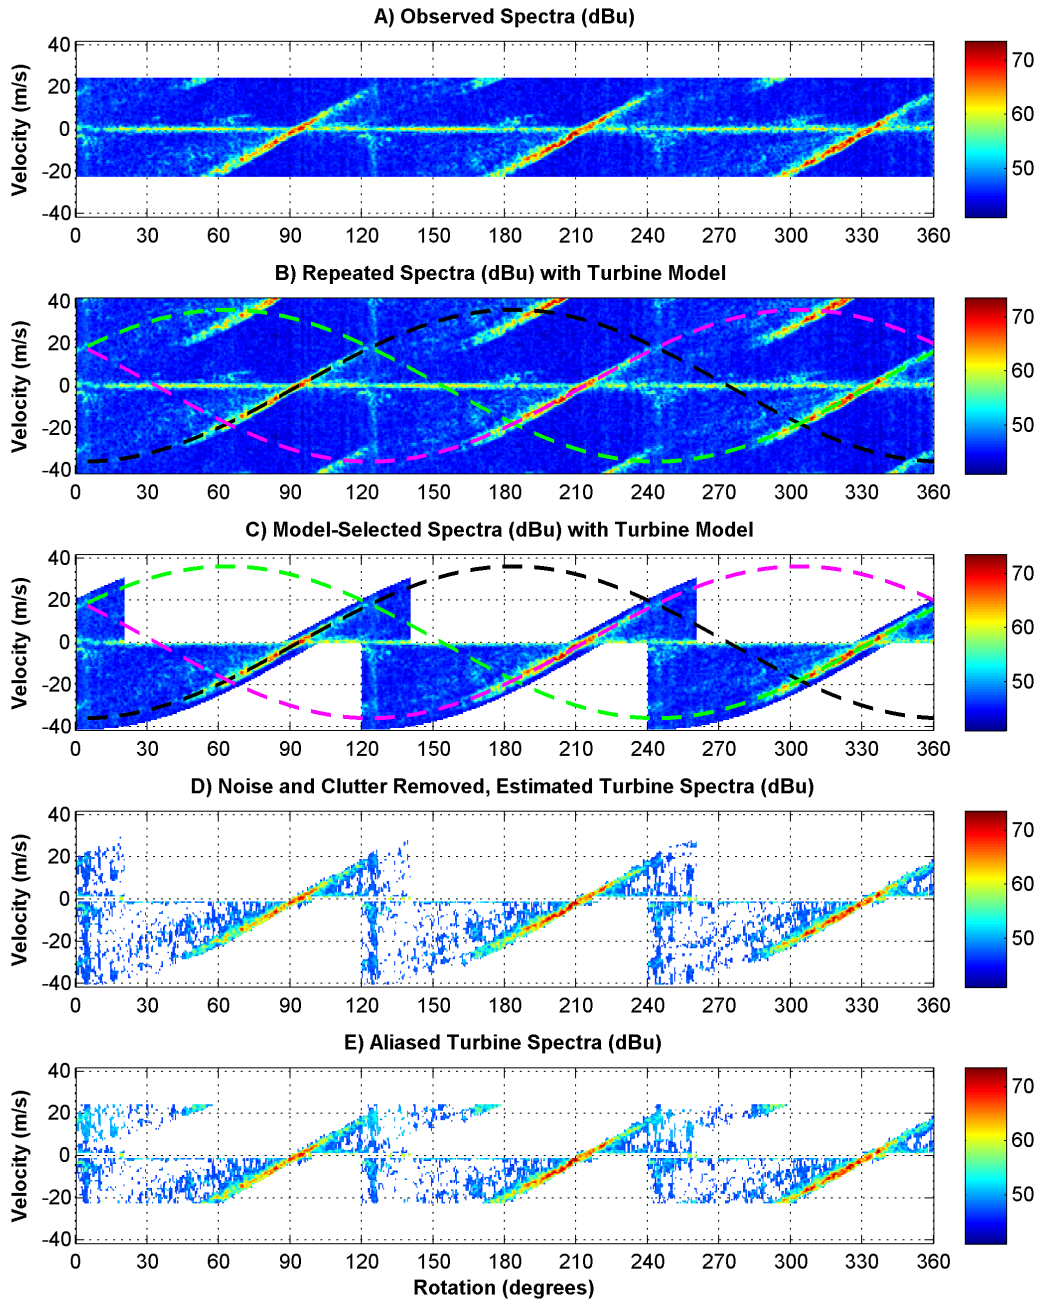 A) Observed Spectra (dBu)
40
20
0
-20
-40
Velocity (m/s)
0 30 60 90 120 150 180 210 240 270 300 330 360
70
60
50
B) Repeated Spectra (dBu) with Turbine Model
40
20
0
-20
-40
Velocity (m/s)
0 30 60 90 120 150 180 210 240 270 300 330 360
70
60
50
C) Model-Selected Spectra (dBu) with Turbine Model
40
20
0
-20
-40
Velocity (m/s)
0 30 60 90 120 150 180 210 240 270 300 330 360
70
60
50
D) Noise and Clutter Removed, Estimated Turbine Spectra (dBu)
40
20
0
-20
-40
Velocity (m/s)
0 30 60 90 120 150 180 210 240 270 300 330 360
70
60
50
E) Aliased Turbine Spectra (dBu)
40
20
0
-20
-40
Velocity (m/s)
0 30 60 90 120 150 180 210 240 270 300 330 360
70
60
50
Rotation (degrees)